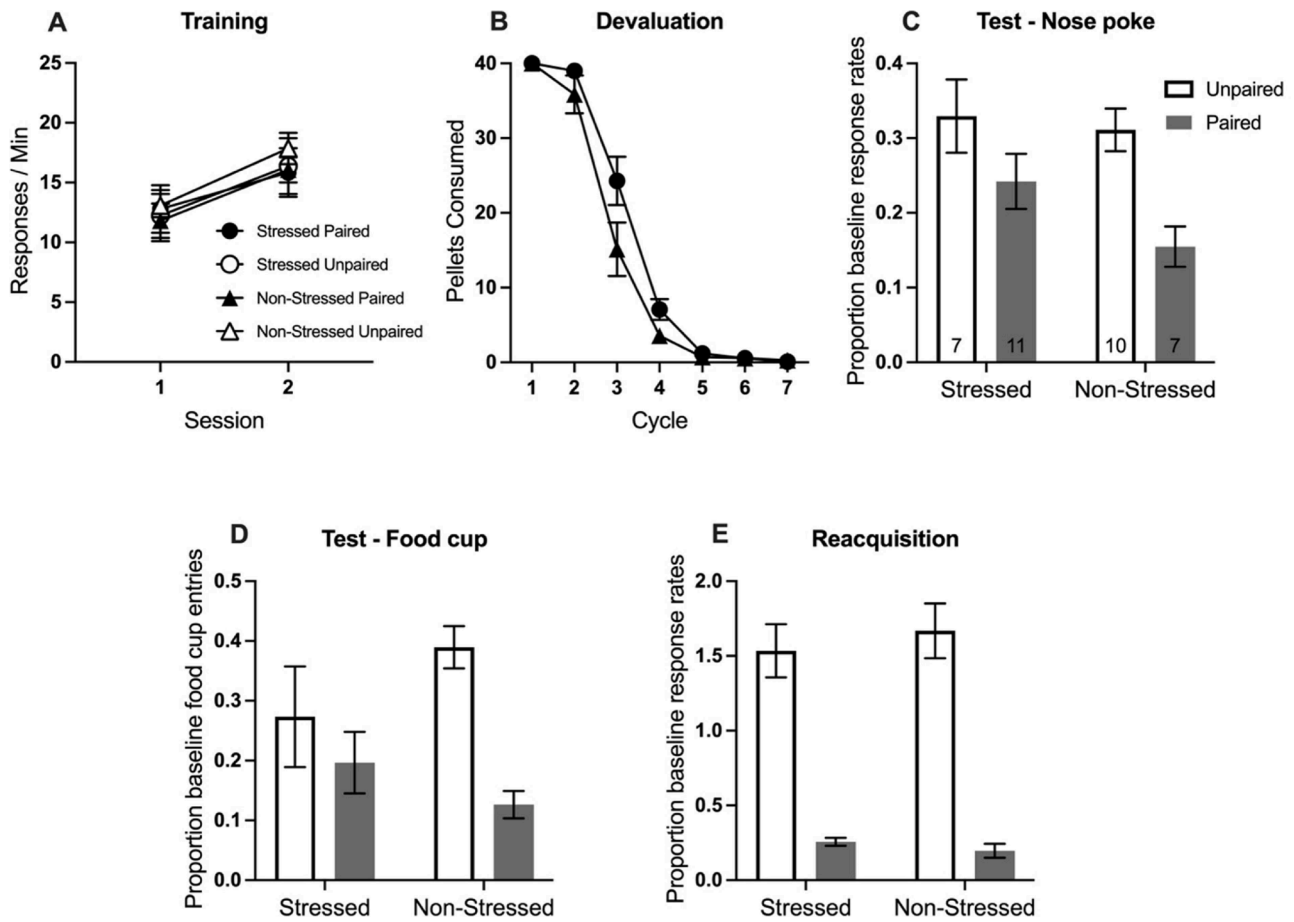 A Training
25
20
15
10
5
0
Responses / Min
Stressed Paired
Stressed Unpaired
Non-Stressed Paired
Non-Stressed Unpaired
1 2
Session
B Devaluation
40
30
20
10
0
Pellets Consumed
1 2 3 4 5 6 7
Cycle
C Test - Nose poke
0.4
0.3
0.2
0.1
0.0
Proportion baseline response rates
Unpaired
Paired
7 11 10 7
Stressed Non-Stressed
D Test - Food cup
0.5
0.4
0.3
0.2
0.1
0.0
Proportion baseline food cup entries
Stressed Non-Stressed
E Reacquisition
2.0
1.5
1.0
0.5
0.0
Proportion baseline response rates
Stressed Non-Stressed